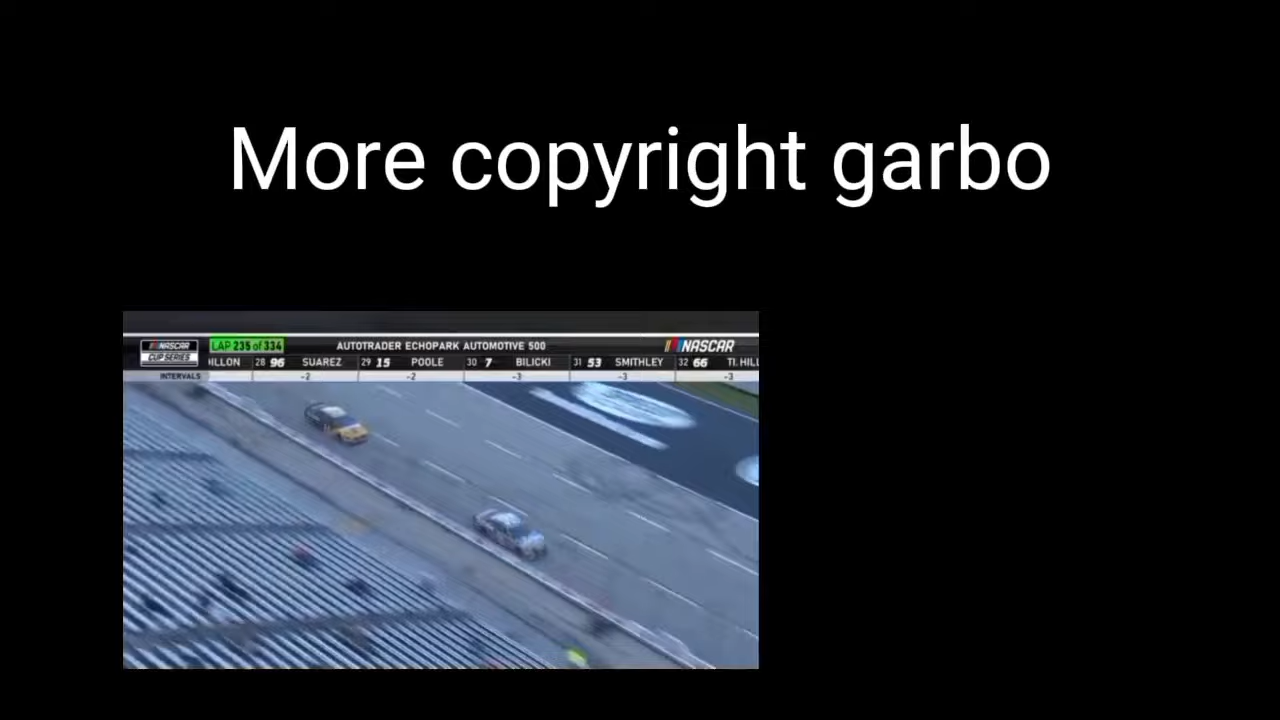 More copyright garbo
NASCAR CUP SERIES LAP 235 of 334 AUTOTRADER ECHOPARK AUTOMOTIVE 500 NASCAR
ILLON 28 96 SUAREZ 29 15 POOLE 30 7 BILICKI 31 53 SMITHLEY 32 66 TI. HILL
INTERVALS -2 -2 -3 -3 -3